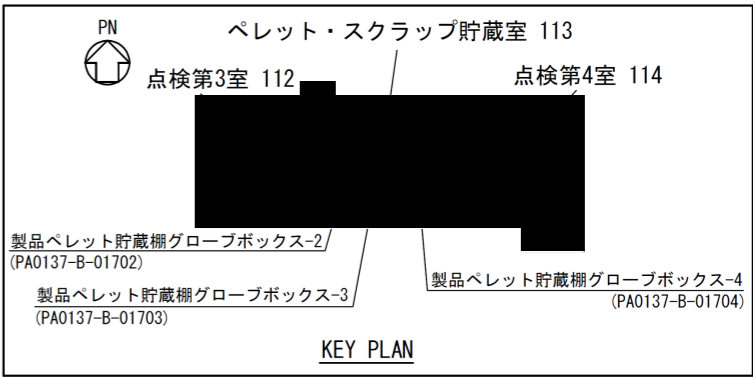 PN
ペレット・スクラップ貯蔵室 113
点検第3室 112
点検第4室 114
製品ペレット貯蔵棚グローブボックス-2
(PA0137-B-01702)
製品ペレット貯蔵棚グローブボックス-3
(PA0137-B-01703)
製品ペレット貯蔵棚グローブボックス-4
(PA0137-B-01704)
KEY PLAN